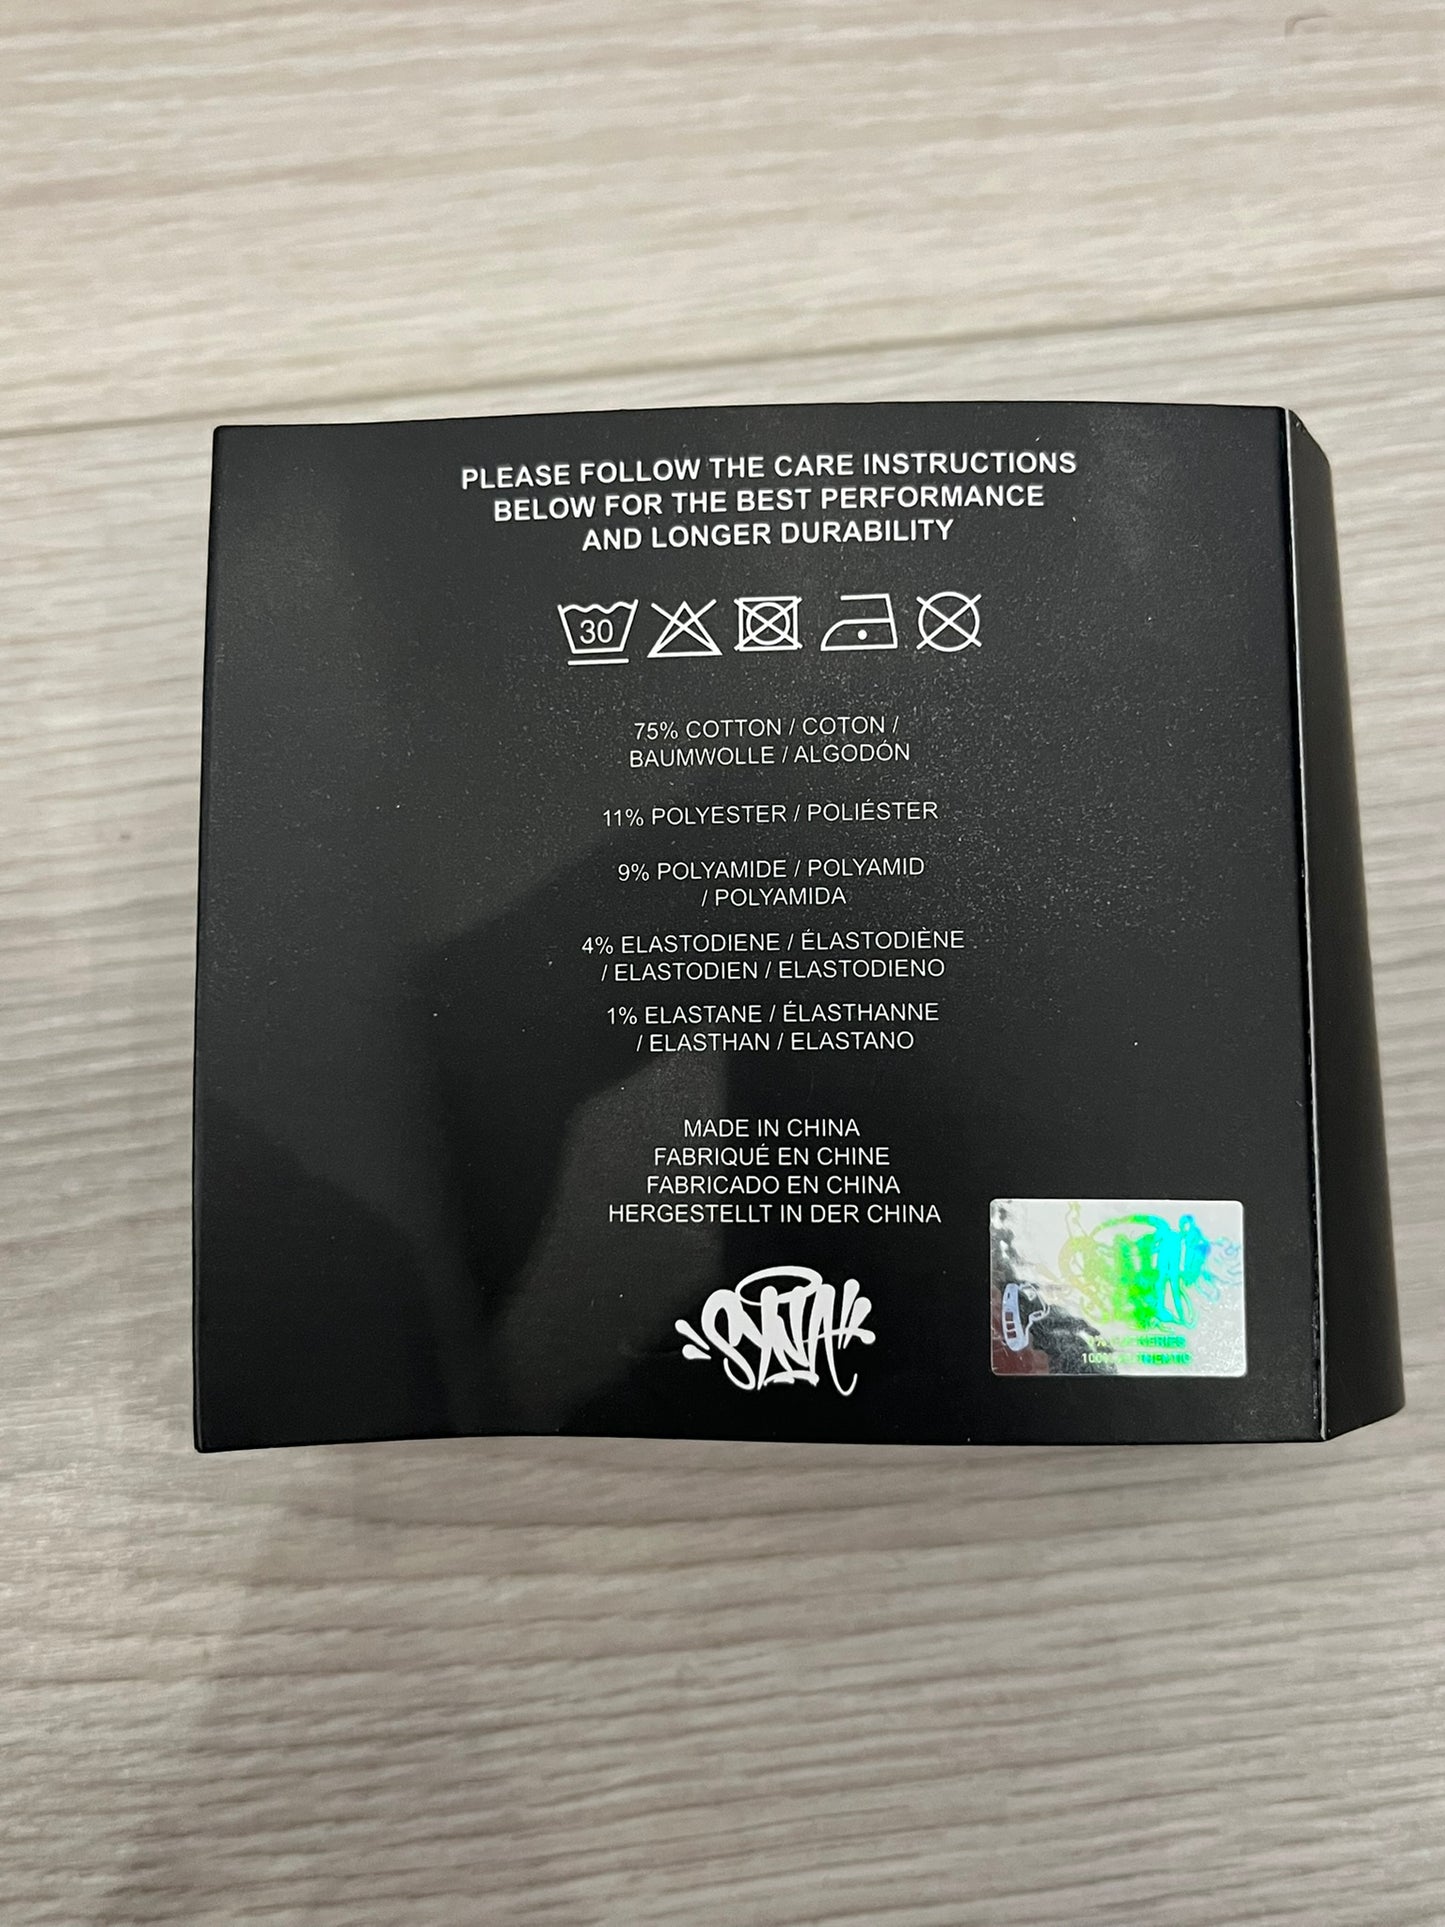 PLEASE FOLLOW THE CARE INSTRUCTIONS
BELOW FOR THE BEST PERFORMANCE
AND LONGER DURABILITY
30
75% COTTON / COTON /
BAUMWOLLE / ALGODÓN
11% POLYESTER / POLIÉSTER
9% POLYAMIDE / POLYAMID
/ POLYAMIDA
4% ELASTODIENE / ÉLASTODIÈNE
/ ELASTODIEN / ELASTODIENO
1% ELASTANE / ÉLASTHANNE
/ ELASTHAN / ELASTANO
MADE IN CHINA
FABRIQUÉ EN CHINE
FABRICADO EN CHINA
HERGESTELLT IN DER CHINA
SYNA